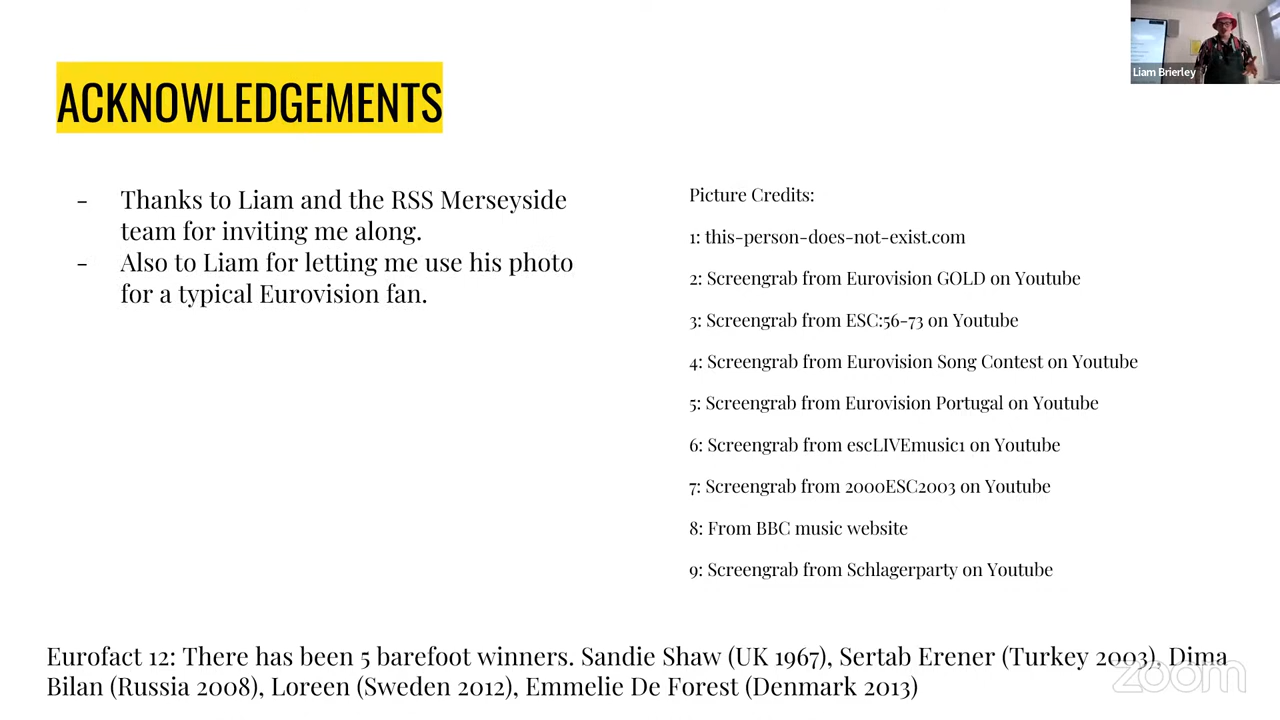 Liam Brierley
ACKNOWLEDGEMENTS
- Thanks to Liam and the RSS Merseyside
team for inviting me along.
- Also to Liam for letting me use his photo
for a typical Eurovision fan.
Picture Credits:
1: this-person-does-not-exist.com
2: Screengrab from Eurovision GOLD on Youtube
3: Screengrab from ESC:56-73 on Youtube
4: Screengrab from Eurovision Song Contest on Youtube
5: Screengrab from Eurovision Portugal on Youtube
6: Screengrab from escLIVEmusic1 on Youtube
7: Screengrab from 2000ESC2003 on Youtube
8: From BBC music website
9: Screengrab from Schlagerparty on Youtube
Eurofact 12: There has been 5 barefoot winners. Sandie Shaw (UK 1967), Sertab Erener (Turkey 2003), Dima
Bilan (Russia 2008), Loreen (Sweden 2012), Emmelie De Forest (Denmark 2013)
zoom